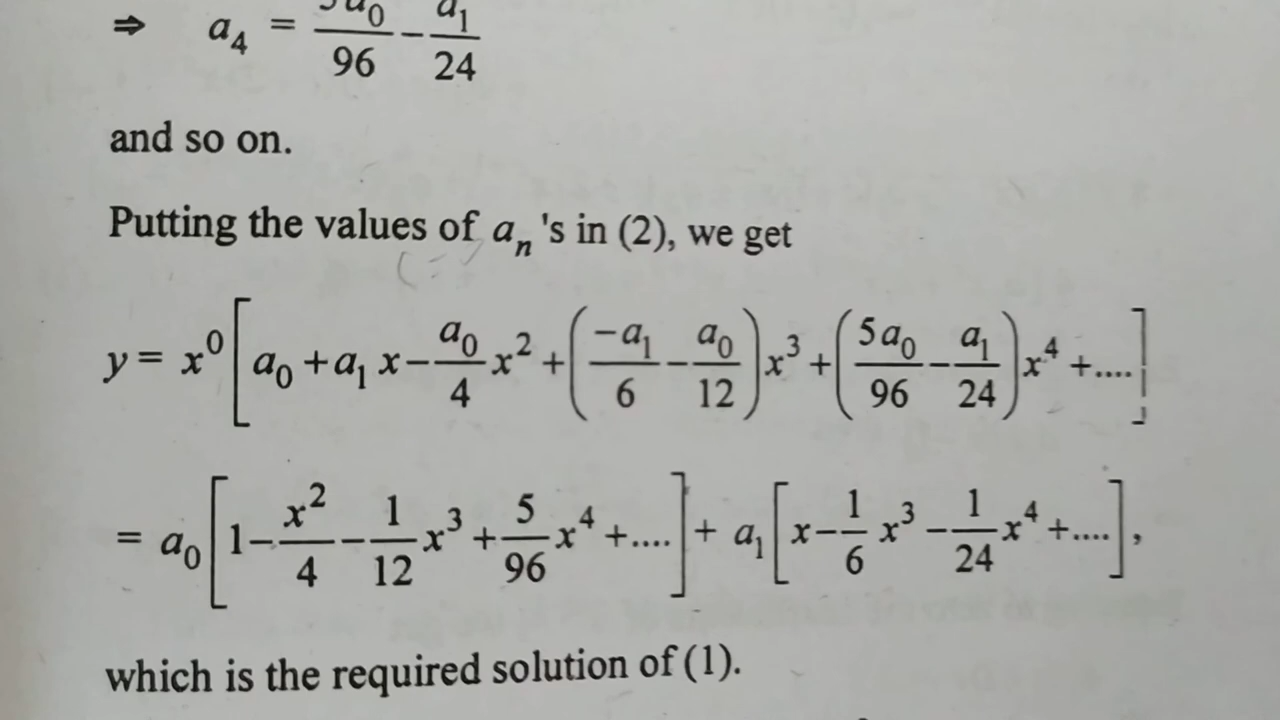 ⇒ a₄ = 5a₀/96 − a₁/24
and so on.
Putting the values of aₙ 's in (2), we get
y = x⁰ [ a₀ + a₁ x − a₀/4 x² + ( −a₁/6 − a₀/12 ) x³ + ( 5a₀/96 − a₁/24 ) x⁴ + .... ]
= a₀ [ 1 − x²/4 − 1/12 x³ + 5/96 x⁴ + .... ] + a₁ [ x − 1/6 x³ − 1/24 x⁴ + .... ] ,
which is the required solution of (1).